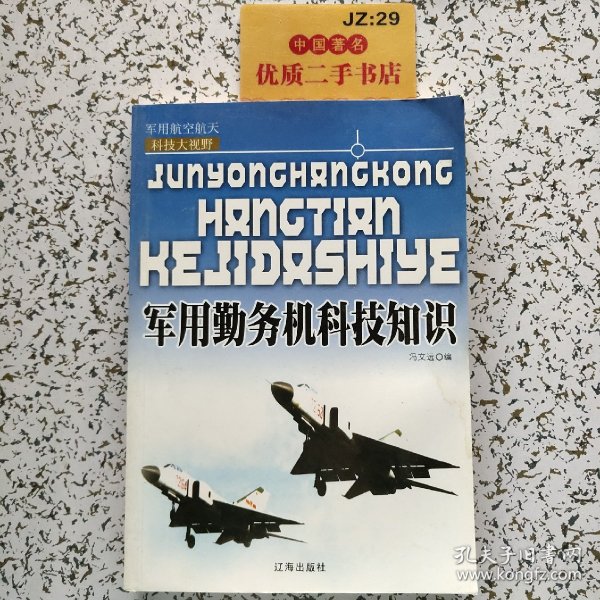 JZ:29
中国著名
优质二手书店
军用航空航天
科技大视野
JUNYONGHANGKONG
HANGTIAN
KEJIDASHIYE
军用勤务机科技知识
冯文远〇编
辽海出版社
孔夫子旧书网
www.kongfz.com